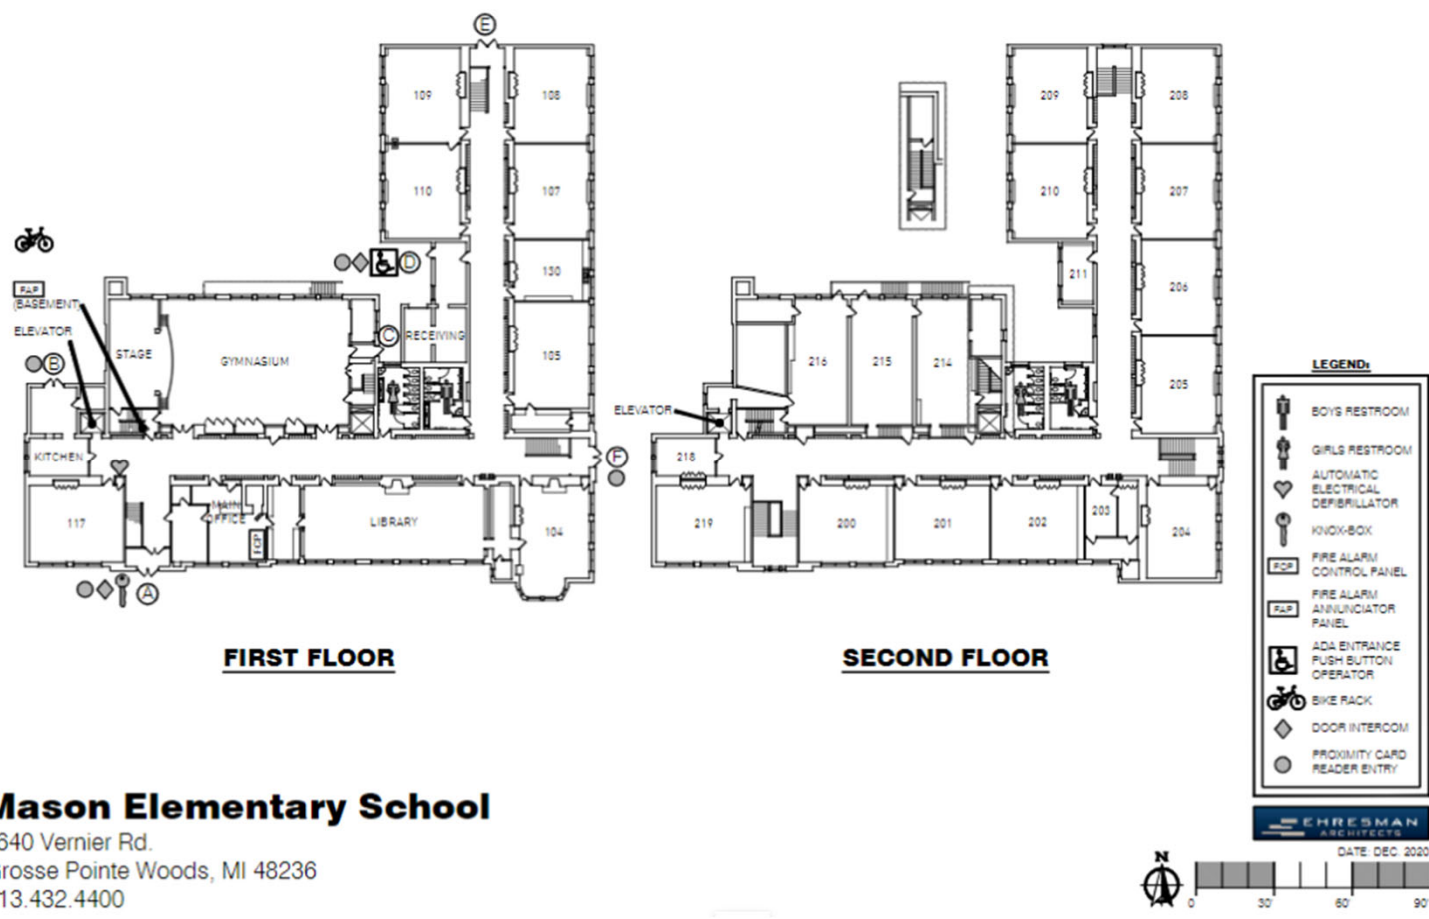 E
109
108
110
107
D
130
FAP
(BASEMENT)
ELEVATOR
STAGE
GYMNASIUM
C
RECEIVING
105
B
KITCHEN
F
117
MAIN
OFFICE
FCP
LIBRARY
104
A
FIRST FLOOR
209
208
210
207
211
206
216
215
214
205
ELEVATOR
218
219
200
201
202
203
204
SECOND FLOOR
LEGEND:
BOYS RESTROOM
GIRLS RESTROOM
AUTOMATIC
ELECTRICAL
DEFIBRILLATOR
KNOX-BOX
FCP
FIRE ALARM
CONTROL PANEL
FAP
FIRE ALARM
ANNUNCIATOR
PANEL
ADA ENTRANCE
PUSH BUTTON
OPERATOR
BIKE RACK
DOOR INTERCOM
PROXIMITY CARD
READER ENTRY
EHRESMAN
ARCHITECTS
DATE: DEC. 2020
N
0 30' 60' 90'
Mason Elementary School
640 Vernier Rd.
rosse Pointe Woods, MI 48236
13.432.4400